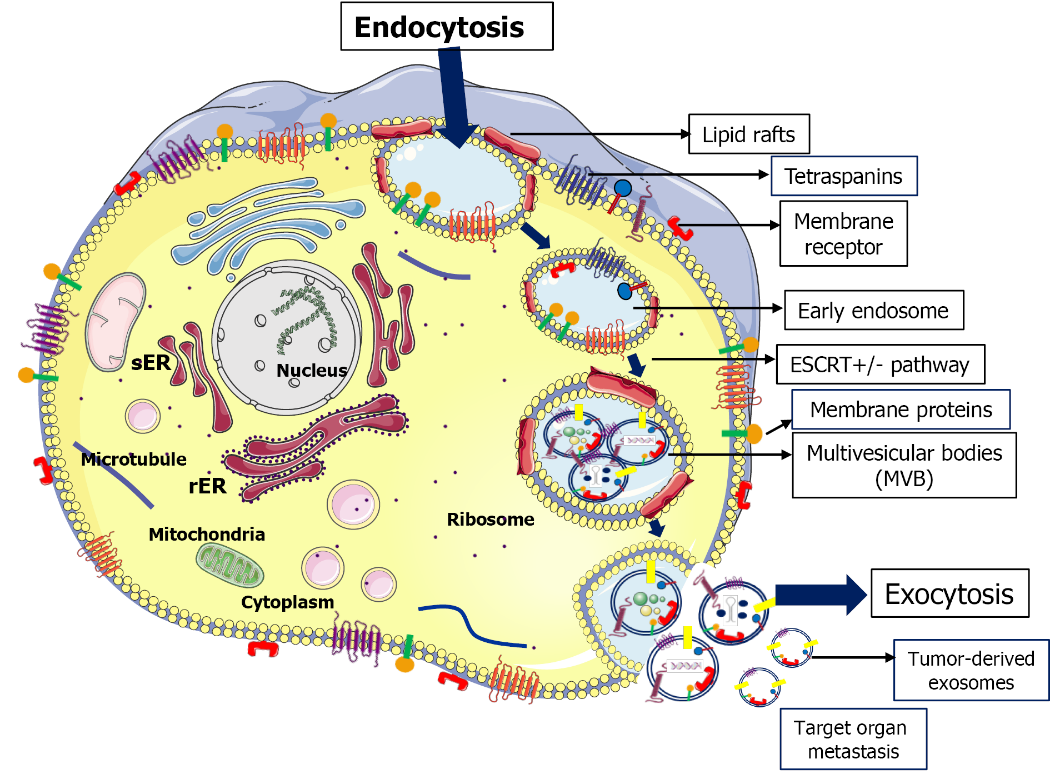 Endocytosis
Lipid rafts
Tetraspanins
Membrane
receptor
Early endosome
ESCRT+/- pathway
Membrane proteins
Multivesicular bodies
(MVB)
sER
Nucleus
Microtubule
rER
Ribosome
Mitochondria
Cytoplasm
Exocytosis
Tumor-derived
exosomes
Target organ
metastasis